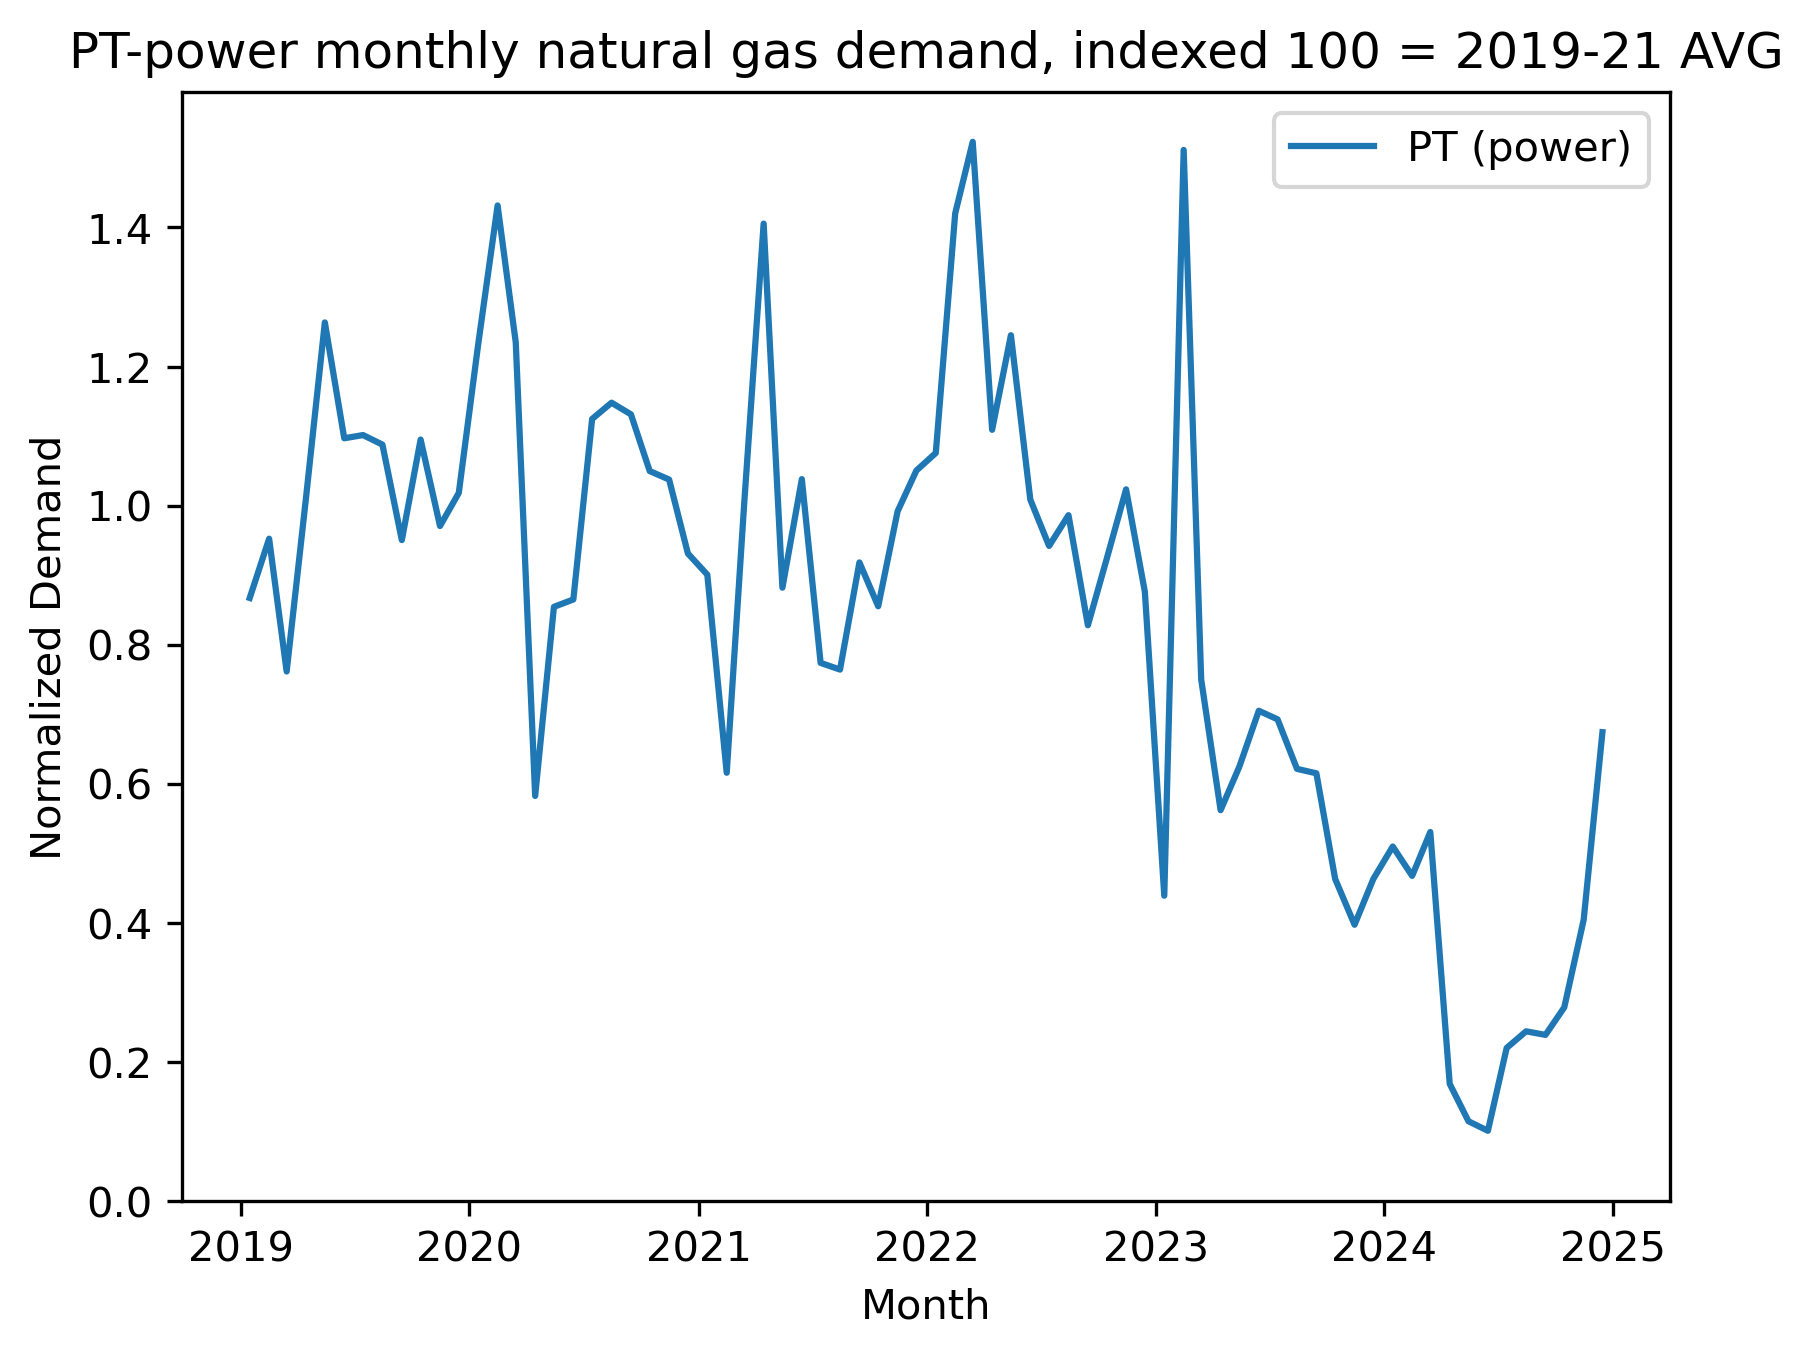 PT-power monthly natural gas demand, indexed 100 = 2019-21 AVG
PT (power)
Normalized Demand
1.4
1.2
1.0
0.8
0.6
0.4
0.2
0.0
2019 2020 2021 2022 2023 2024 2025
Month